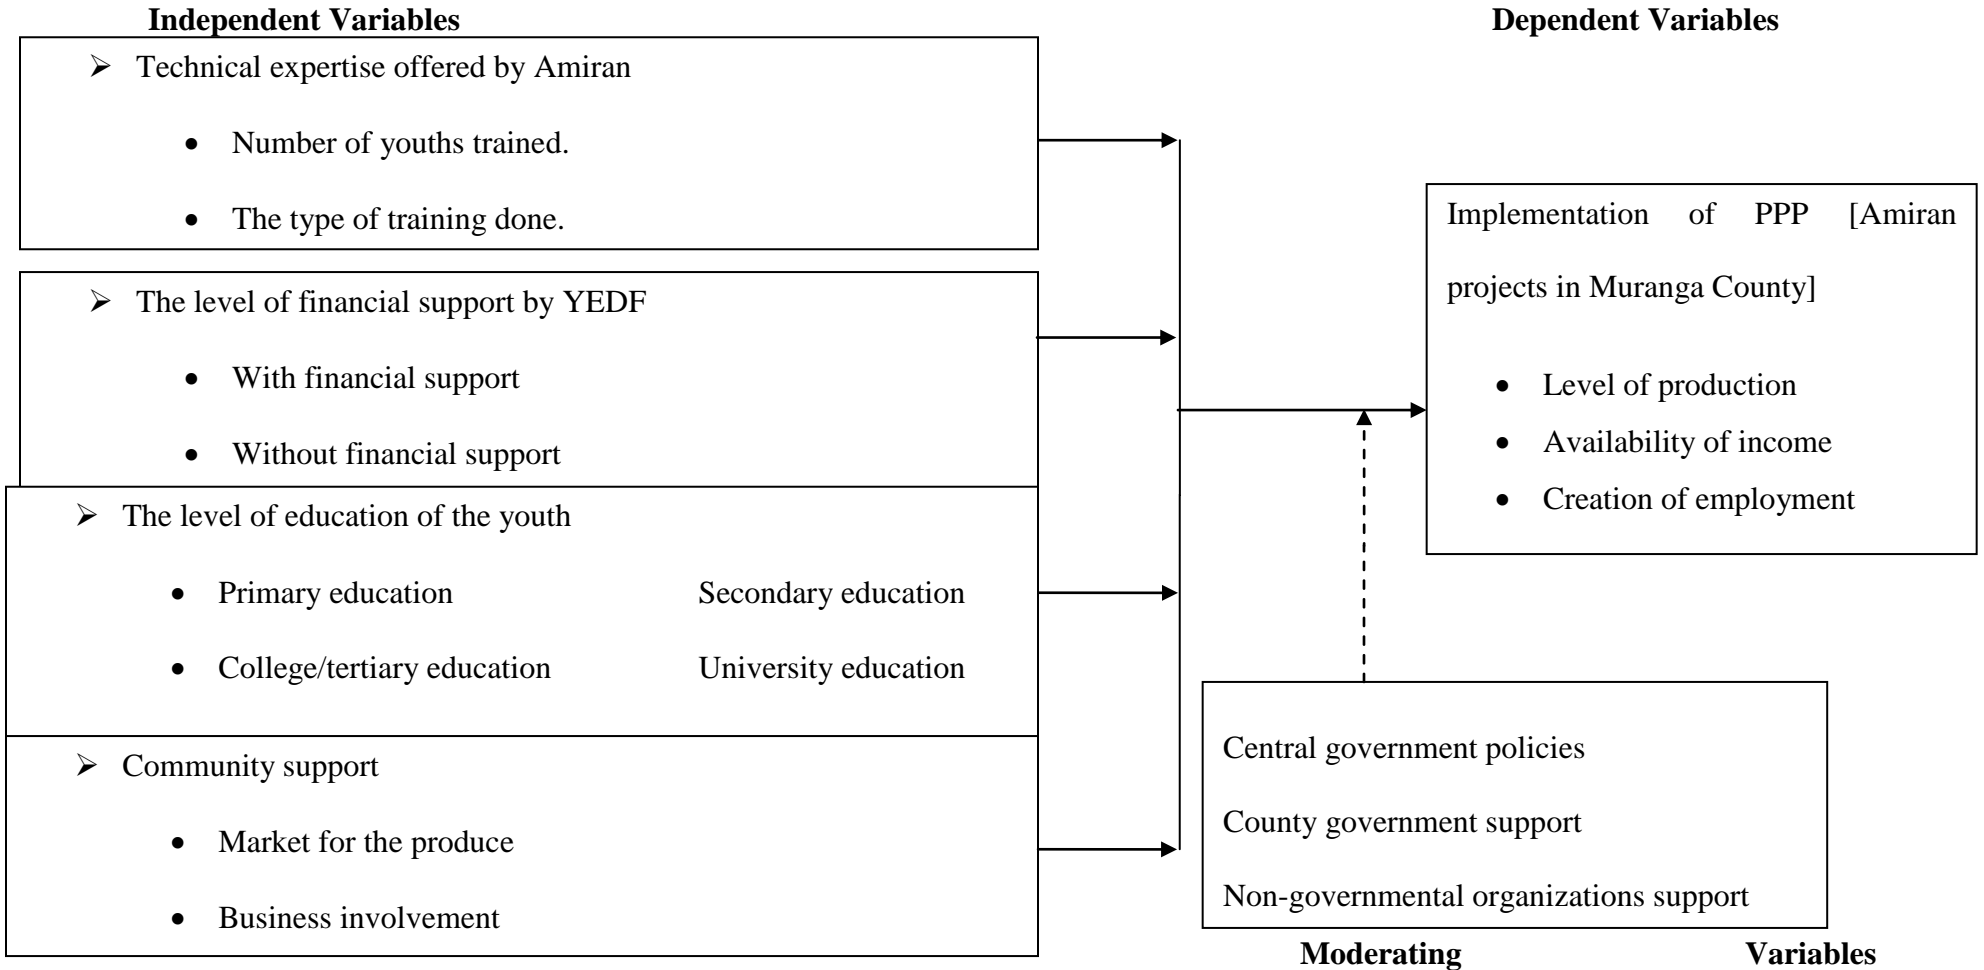 Independent Variables
Dependent Variables
➢ Technical expertise offered by Amiran
• Number of youths trained.
• The type of training done.
➢ The level of financial support by YEDF
• With financial support
• Without financial support
➢ The level of education of the youth
• Primary education Secondary education
• College/tertiary education University education
➢ Community support
• Market for the produce
• Business involvement
Implementation of PPP [Amiran
projects in Muranga County]
• Level of production
• Availability of income
• Creation of employment
Central government policies
County government support
Non-governmental organizations support
Moderating Variables